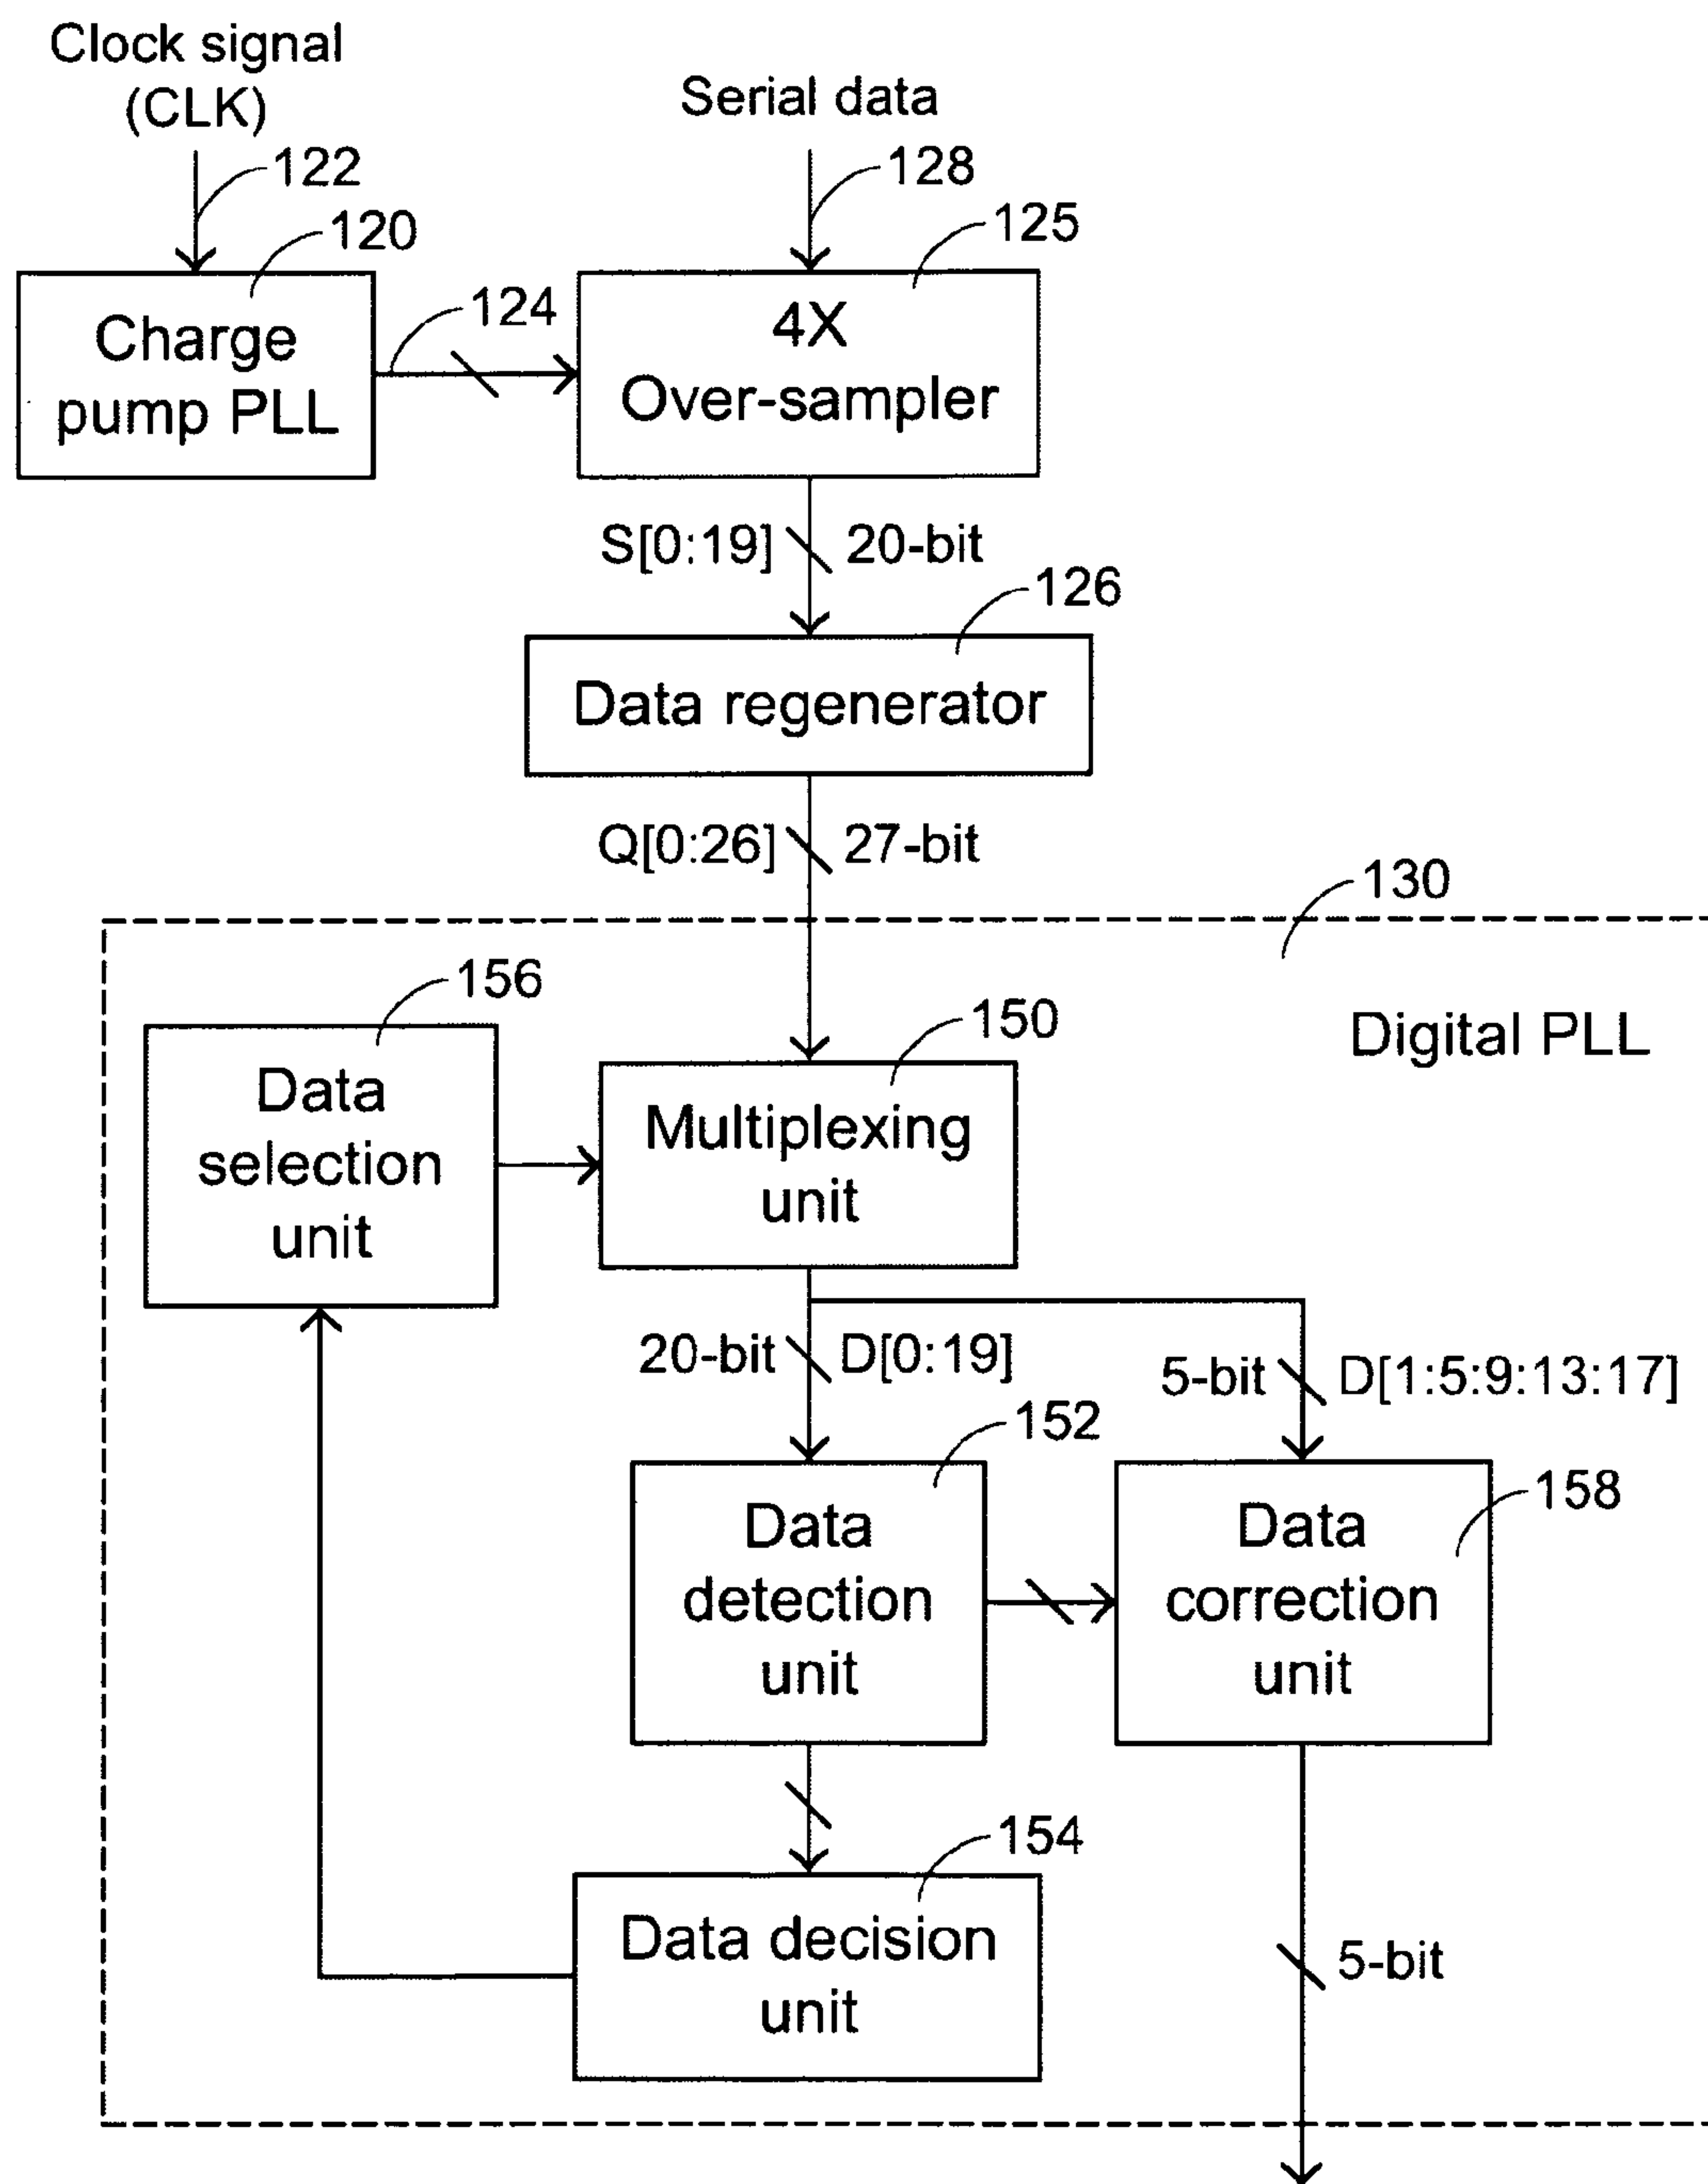 Clock signal
(CLK)
Serial data
122
128
120
125
Charge
pump PLL
124
4X
Over-sampler
S[0:19]
20-bit
126
Data regenerator
Q[0:26]
27-bit
130
156
150
Digital PLL
Data
selection
unit
Multiplexing
unit
20-bit
D[0:19]
5-bit
D[1:5:9:13:17]
152
158
Data
detection
unit
Data
correction
unit
154
Data decision
unit
5-bit